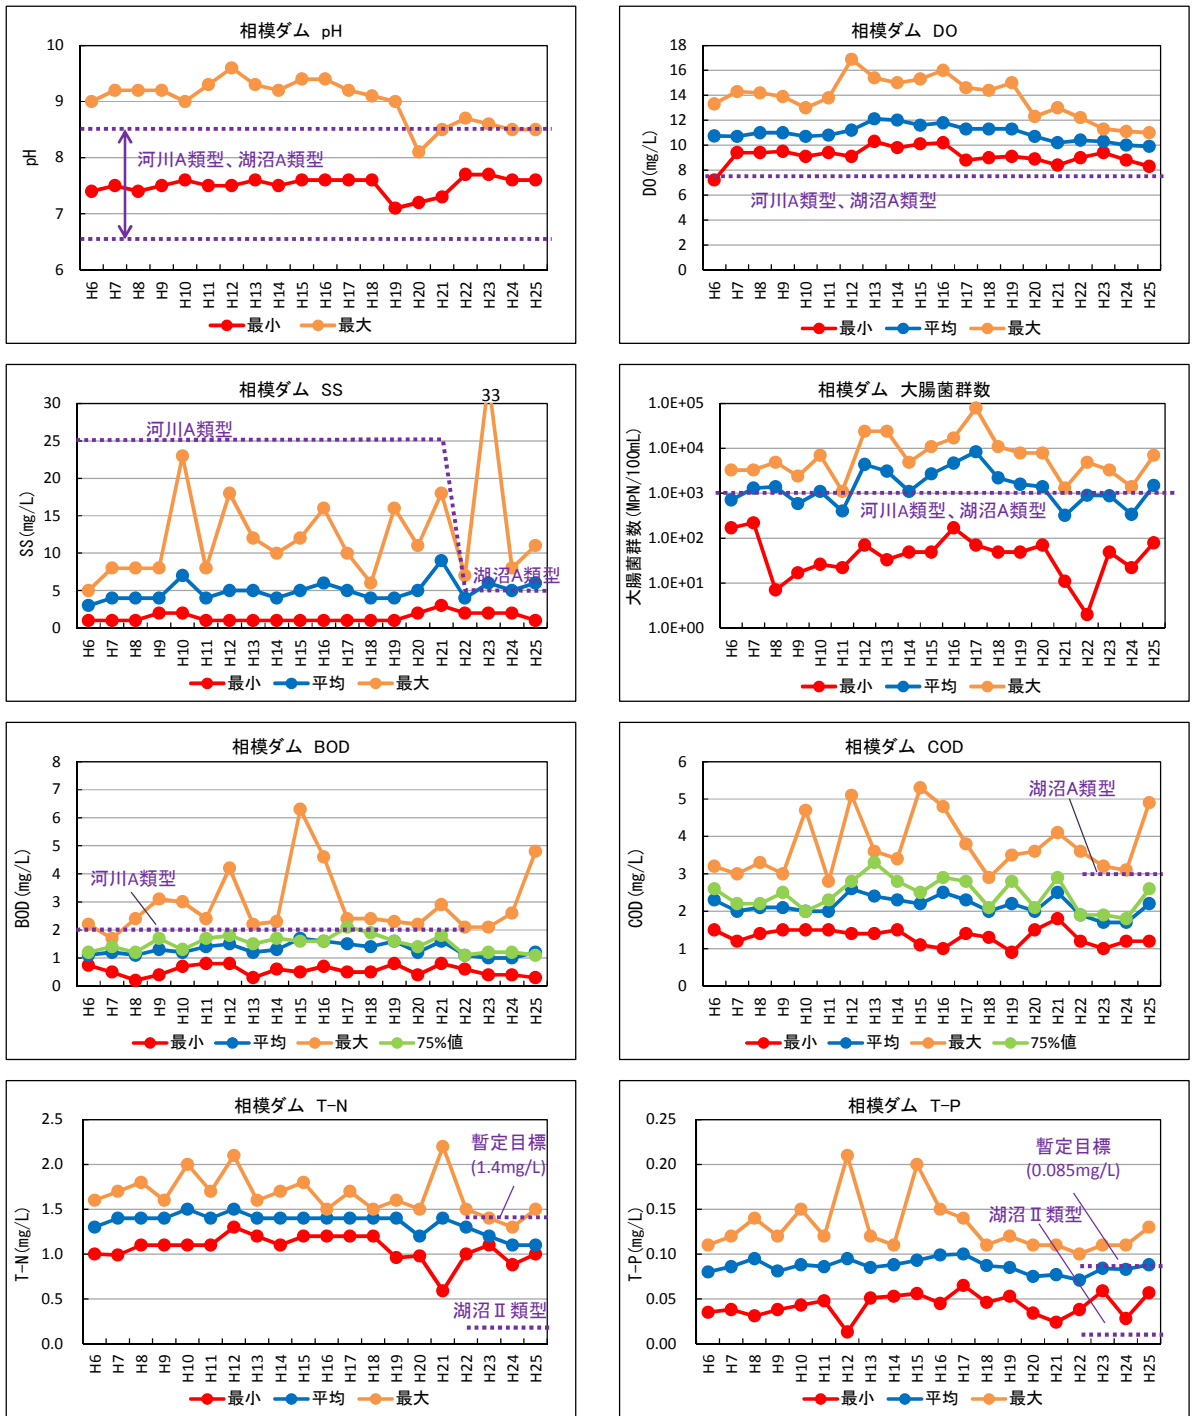 相模ダム pH
10
9
8
7
6
pH
河川A類型、湖沼A類型
H6 H7 H8 H9 H10 H11 H12 H13 H14 H15 H16 H17 H18 H19 H20 H21 H22 H23 H24 H25
最小 最大
相模ダム DO
18
16
14
12
10
8
6
4
2
0
DO(mg/L)
河川A類型、湖沼A類型
H6 H7 H8 H9 H10 H11 H12 H13 H14 H15 H16 H17 H18 H19 H20 H21 H22 H23 H24 H25
最小 平均 最大
相模ダム SS
33
30
25
20
15
10
5
0
SS(mg/L)
河川A類型
湖沼A類型
H6 H7 H8 H9 H10 H11 H12 H13 H14 H15 H16 H17 H18 H19 H20 H21 H22 H23 H24 H25
最小 平均 最大
相模ダム 大腸菌群数
1.0E+05
1.0E+04
1.0E+03
1.0E+02
1.0E+01
1.0E+00
大腸菌群数(MPN/100mL)
河川A類型、湖沼A類型
H6 H7 H8 H9 H10 H11 H12 H13 H14 H15 H16 H17 H18 H19 H20 H21 H22 H23 H24 H25
最小 平均 最大
相模ダム BOD
8
7
6
5
4
3
2
1
0
BOD(mg/L)
河川A類型
H6 H7 H8 H9 H10 H11 H12 H13 H14 H15 H16 H17 H18 H19 H20 H21 H22 H23 H24 H25
最小 平均 最大 75%値
相模ダム COD
6
5
4
3
2
1
0
COD(mg/L)
湖沼A類型
H6 H7 H8 H9 H10 H11 H12 H13 H14 H15 H16 H17 H18 H19 H20 H21 H22 H23 H24 H25
最小 平均 最大 75%値
相模ダム T-N
2.5
2.0
1.5
1.0
0.5
0.0
T-N(mg/L)
暫定目標
(1.4mg/L)
湖沼Ⅱ類型
H6 H7 H8 H9 H10 H11 H12 H13 H14 H15 H16 H17 H18 H19 H20 H21 H22 H23 H24 H25
最小 平均 最大
相模ダム T-P
0.25
0.20
0.15
0.10
0.05
0.00
T-P(mg/L)
暫定目標
(0.085mg/L)
湖沼Ⅱ類型
H6 H7 H8 H9 H10 H11 H12 H13 H14 H15 H16 H17 H18 H19 H20 H21 H22 H23 H24 H25
最小 平均 最大